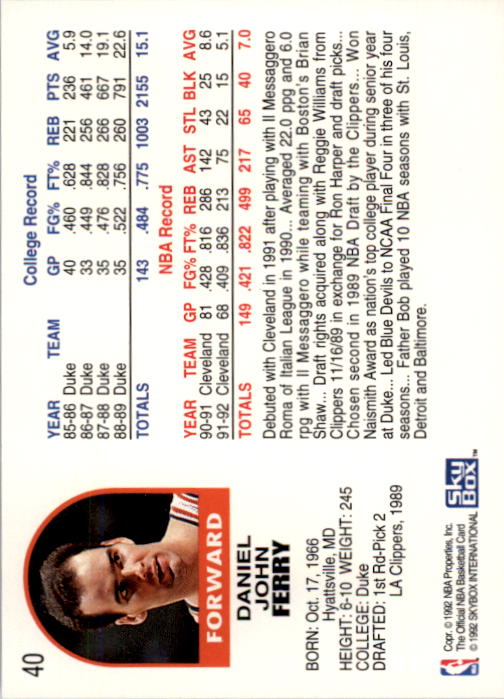 40
FORWARD
DANIEL
JOHN
FERRY
BORN: Oct. 17, 1966
Hyattsville, MD
HEIGHT: 6-10 WEIGHT: 245
COLLEGE: Duke
DRAFTED: 1st Rd-Pick 2
LA Clippers, 1989
Copr. © 1992 NBA Properties, Inc.
The Official NBA Basketball Card
© 1992 SKYBOX INTERNATIONAL
SKY
BOX™
College Record
YEAR TEAM GP FG% FT% REB PTS AVG
85-86 Duke 40 .460 .628 221 236 5.9
86-87 Duke 33 .449 .844 256 461 14.0
87-88 Duke 35 .476 .828 266 667 19.1
88-89 Duke 35 .522 .756 260 791 22.6
TOTALS 143 .484 .775 1003 2155 15.1
NBA Record
YEAR TEAM GP FG% FT% REB AST STL BLK AVG
90-91 Cleveland 81 .428 .816 286 142 43 25 8.6
91-92 Cleveland 68 .409 .836 213 75 22 15 5.1
TOTALS 149 .421 .822 499 217 65 40 7.0
Debuted with Cleveland in 1991 after playing with Il Messaggero
Roma of Italian League in 1990... Averaged 22.0 ppg and 6.0
rpg with Il Messaggero while teaming with Boston's Brian
Shaw... Draft rights acquired along with Reggie Williams from
Clippers 11/16/89 in exchange for Ron Harper and draft picks...
Chosen second in 1989 NBA Draft by the Clippers... Won
Naismith Award as nation's top college player during senior year
at Duke... Led Blue Devils to NCAA Final Four in three of his four
seasons... Father Bob played 10 NBA seasons with St. Louis,
Detroit and Baltimore.